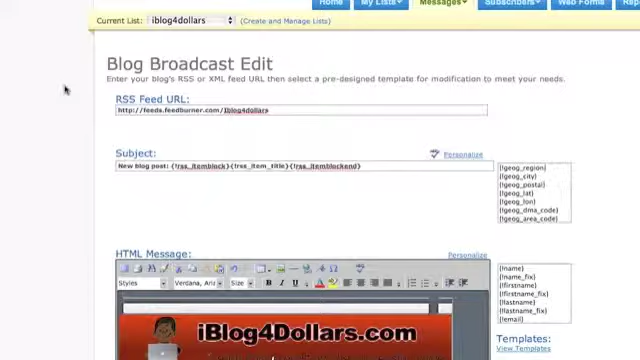 Home
My Lists
Messages
Subscribers
Web Forms
Current List: iblog4dollars (Create and Manage Lists)
Blog Broadcast Edit
Enter your blog's RSS or XML feed URL then select a pre-designed template for modification to meet your needs.
RSS Feed URL:
http://feeds.feedburner.com/Iblog4dollars
Subject:
Personalize
New blog post: {!rss_itemblock}{!rss_item_title}{!rss_itemblockend}
{!geog_region}
{!geog_city}
{!geog_postal}
{!geog_lat}
{!geog_lon}
{!geog_dma_code}
{!geog_area_code}
HTML Message:
Personalize
Styles
Verdana, Ari
Size
B I U
{!name}
{!name_fix}
{!firstname}
{!firstname_fix}
{!lastname}
{!lastname_fix}
{!email}
iBlog4Dollars.com
Templates:
View Templates